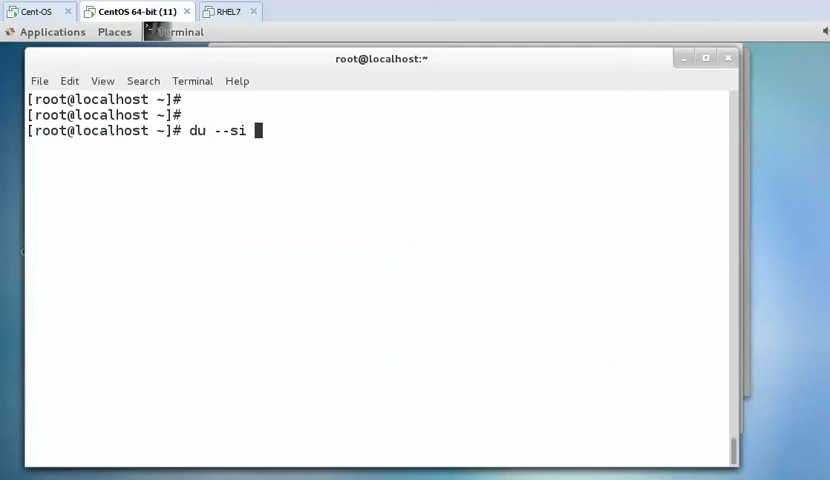 Cent-OS CentOS 64-bit (11) RHEL7
Applications Places Terminal
root@localhost:~
File Edit View Search Terminal Help
[root@localhost ~]#
[root@localhost ~]#
[root@localhost ~]# du --si